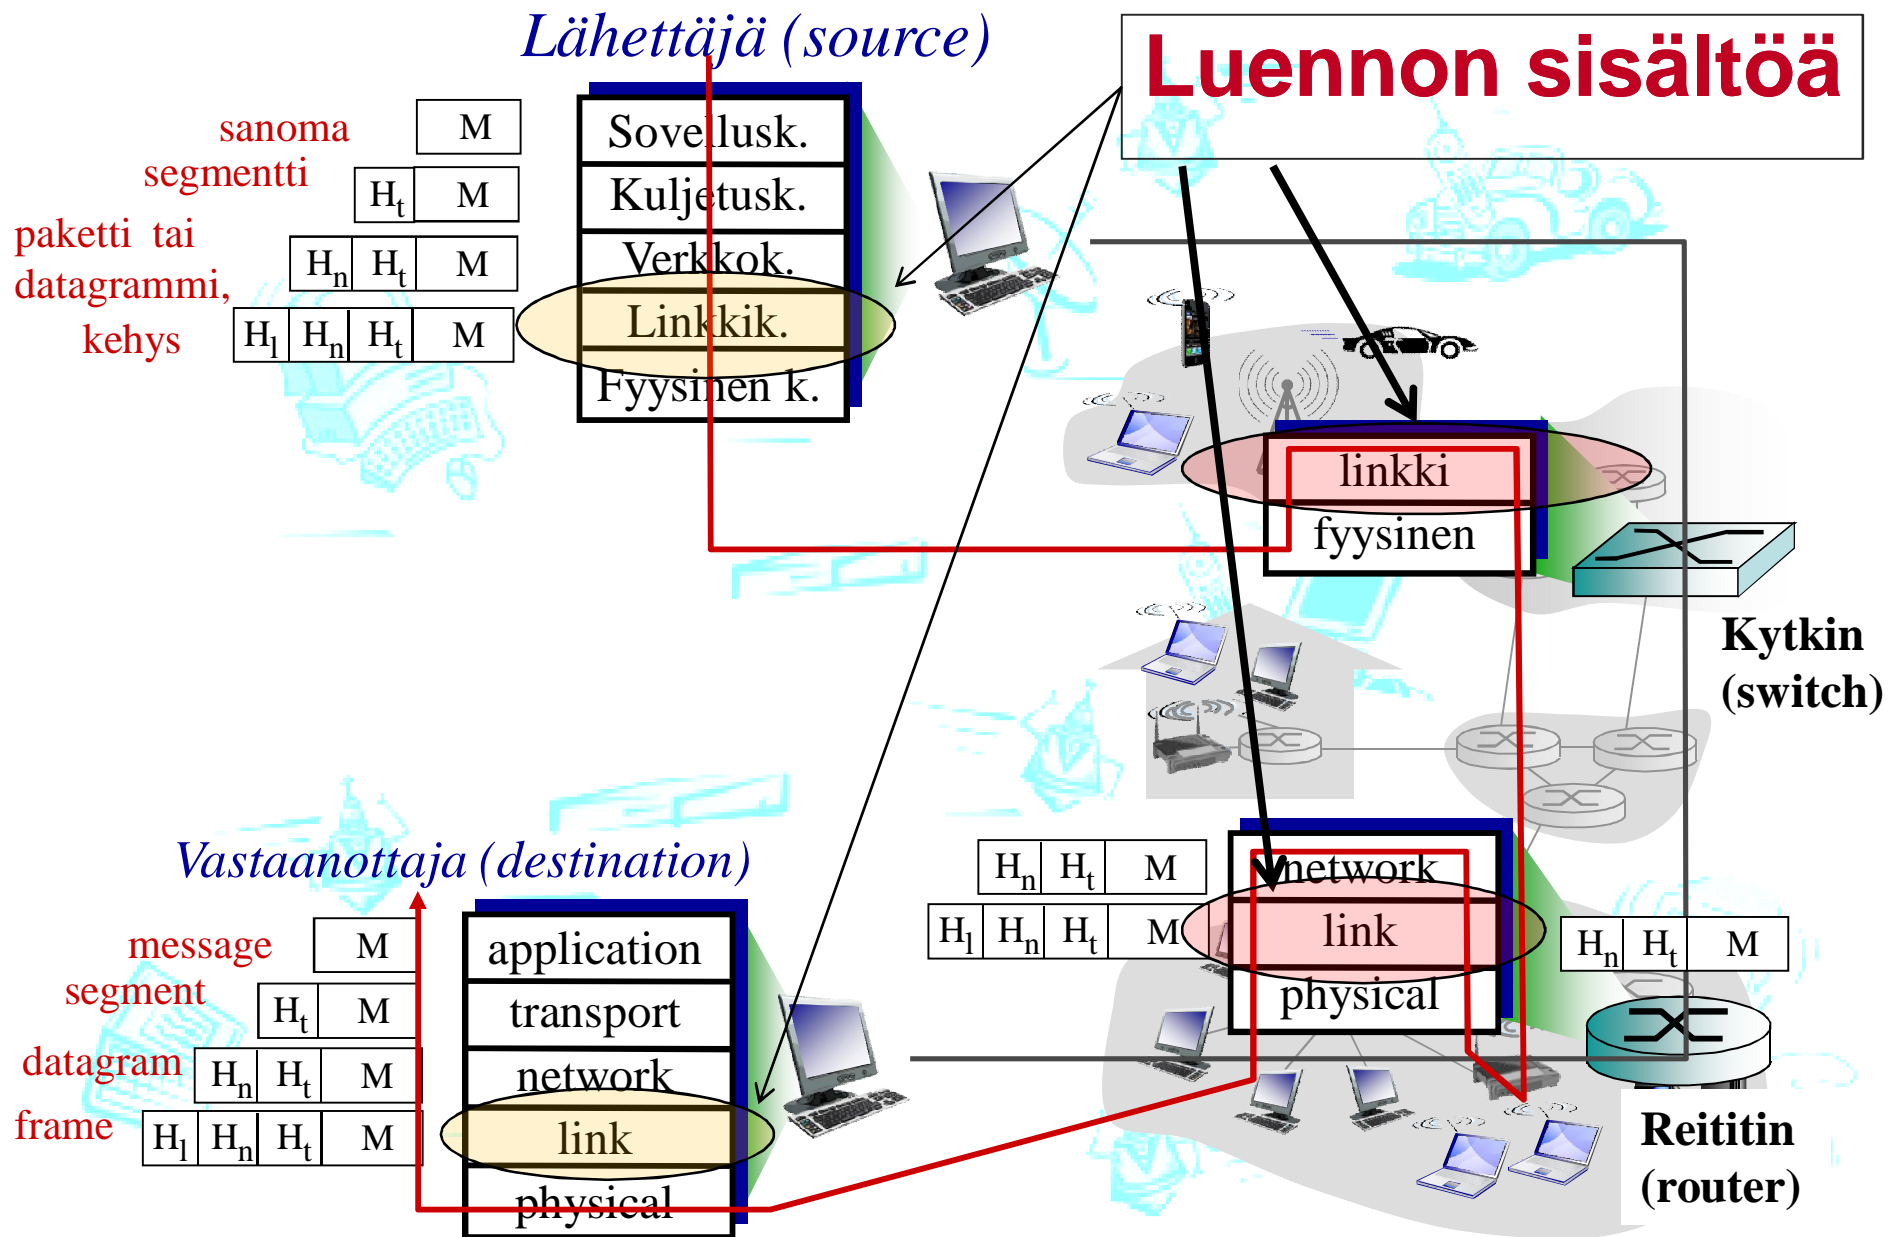 Lähettäjä (source)
Luennon sisältöä
sanoma
M
Sovellusk.
segmentti
Ht M
Kuljetusk.
paketti tai
datagrammi,
Hn Ht M
Verkkok.
kehys
Hl Hn Ht M
Linkkik.
Fyysinen k.
linkki
fyysinen
Kytkin
(switch)
Vastaanottaja (destination)
message
M
application
segment
Ht M
transport
datagram
Hn Ht M
network
frame
Hl Hn Ht M
link
physical
Hn Ht M
network
Hl Hn Ht M
link
physical
Hn Ht M
Reititin
(router)